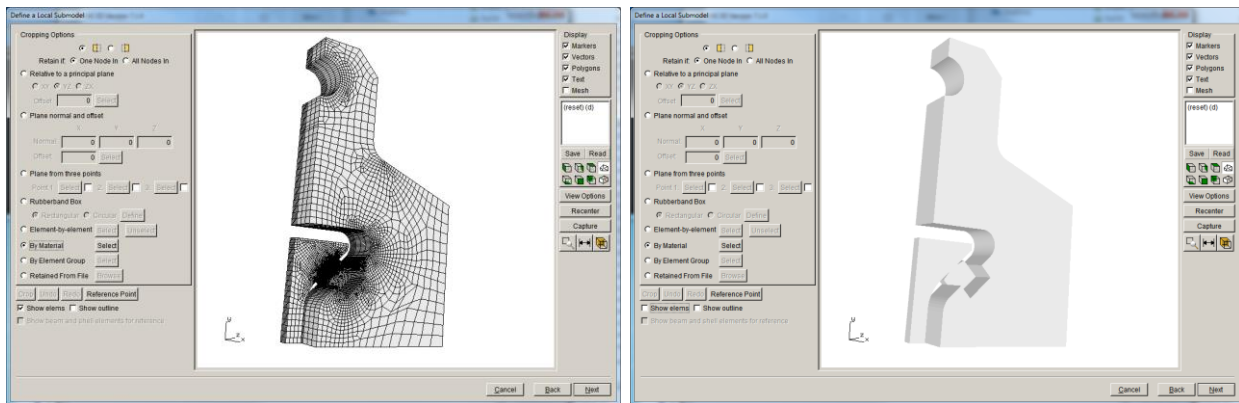 Define a Local Submodel
Cropping Options
Retain if: One Node In All Nodes In
Relative to a principal plane
XY YZ ZX
Offset 0 Select
Plane normal and offset
X Y Z
Normal 0 0 0
Offset 0 Select
Plane from three points
Point 1: Select 2: Select 3: Select
Rubberband Box
Rectangular Circular Define
Element-by-element Select Unselect
By Material Select
By Element Group Select
Retained From File Browse
Crop Undo Redo Reference Point
Show elems Show outline
Show beam and shell elements for reference
y
z x
Display
Markers
Vectors
Polygons
Text
Mesh
(reset) (d)
Save Read
View Options
Recenter
Capture
Cancel Back Next
Define a Local Submodel
Cropping Options
Retain if: One Node In All Nodes In
Relative to a principal plane
XY YZ ZX
Offset 0 Select
Plane normal and offset
X Y Z
Normal 0 0 0
Offset 0 Select
Plane from three points
Point 1: Select 2: Select 3: Select
Rubberband Box
Rectangular Circular Define
Element-by-element Select Unselect
By Material Select
By Element Group Select
Retained From File Browse
Crop Undo Redo Reference Point
Show elems Show outline
Show beam and shell elements for reference
y
z x
Display
Markers
Vectors
Polygons
Text
Mesh
(reset) (d)
Save Read
View Options
Recenter
Capture
Cancel Back Next